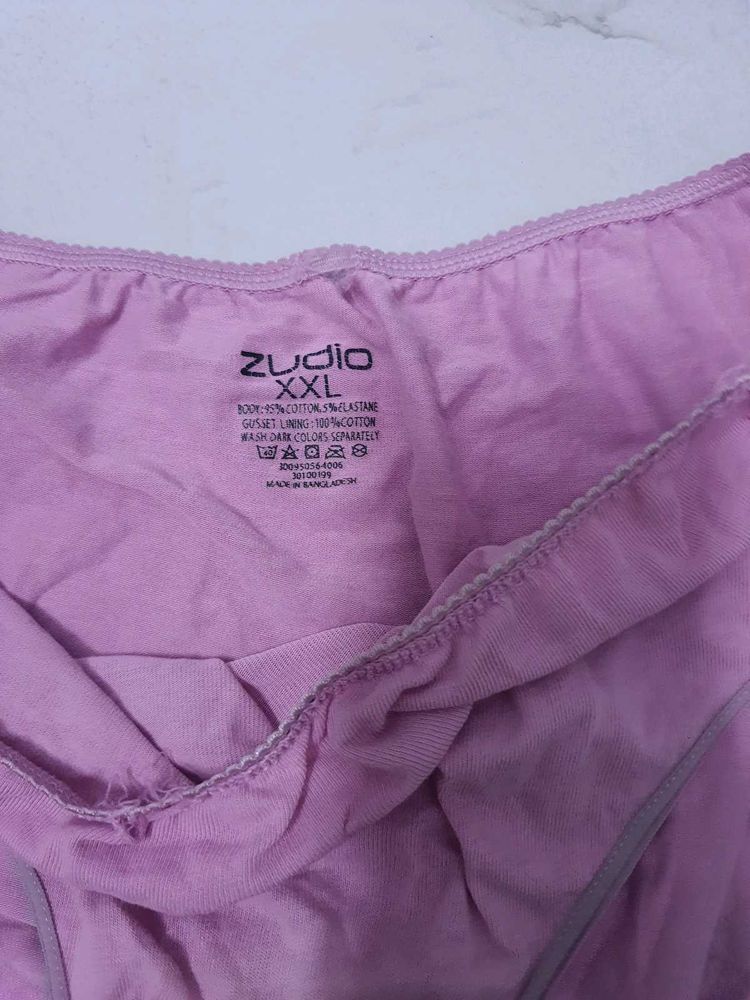 zudio
XXL
BODY:95%COTTON,5%ELASTANE
GUSSET LINING:100%COTTON
WASH DARK COLORS SEPARATELY
40
300950564006
30100199
MADE IN BANGLADESH